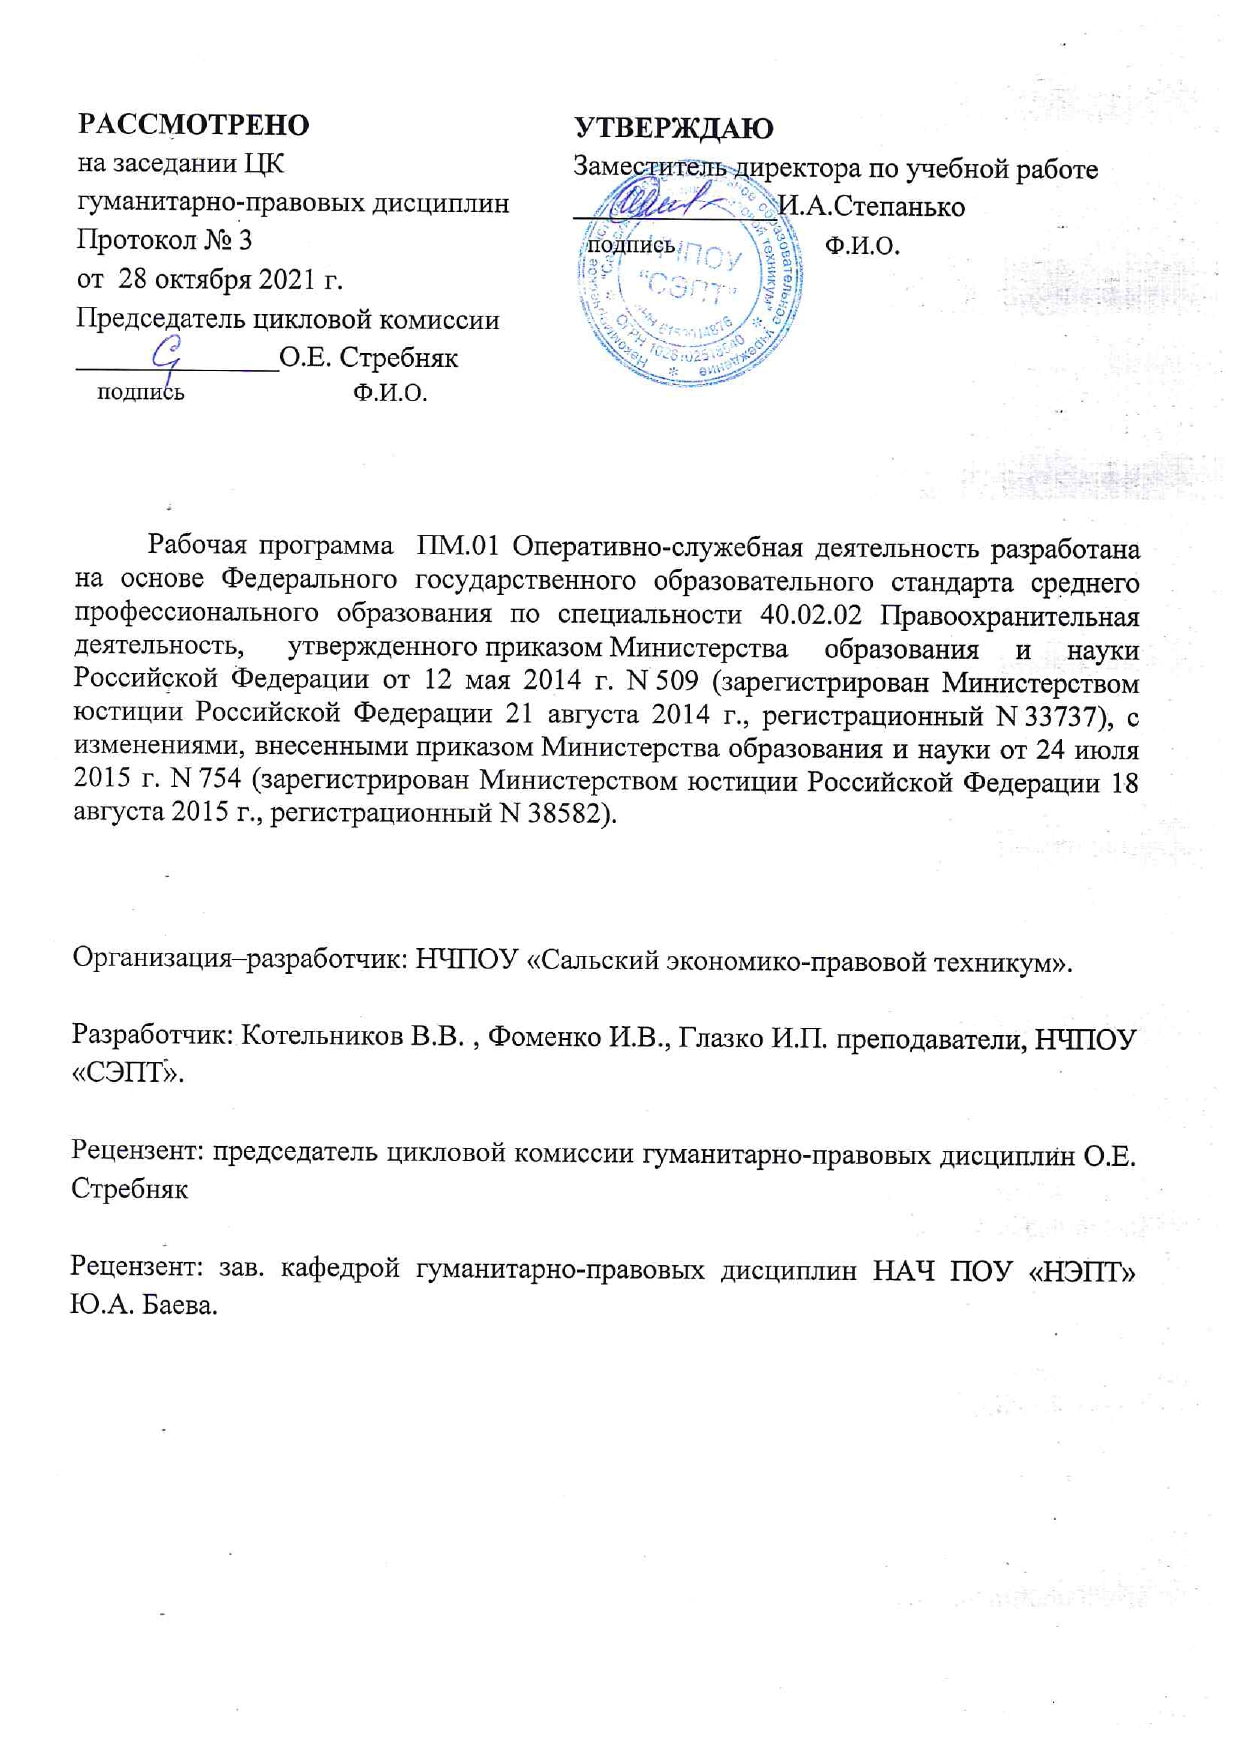 РАССМОТРЕНО
на заседании ЦК
гуманитарно-правовых дисциплин
Протокол № 3
от 28 октября 2021 г.
Председатель цикловой комиссии
______________О.Е. Стребняк
подпись Ф.И.О.
УТВЕРЖДАЮ
Заместитель директора по учебной работе
______________И.А.Степанько
подпись Ф.И.О.
НЧПОУ
"СЭПТ"
Рабочая программа ПМ.01 Оперативно-служебная деятельность разработана
на основе Федерального государственного образовательного стандарта среднего
профессионального образования по специальности 40.02.02 Правоохранительная
деятельность, утвержденного приказом Министерства образования и науки
Российской Федерации от 12 мая 2014 г. N 509 (зарегистрирован Министерством
юстиции Российской Федерации 21 августа 2014 г., регистрационный N 33737), с
изменениями, внесенными приказом Министерства образования и науки от 24 июля
2015 г. N 754 (зарегистрирован Министерством юстиции Российской Федерации 18
августа 2015 г., регистрационный N 38582).
Организация–разработчик: НЧПОУ «Сальский экономико-правовой техникум».
Разработчик: Котельников В.В. , Фоменко И.В., Глазко И.П. преподаватели, НЧПОУ
«СЭПТ».
Рецензент: председатель цикловой комиссии гуманитарно-правовых дисциплин О.Е.
Стребняк
Рецензент: зав. кафедрой гуманитарно-правовых дисциплин НАЧ ПОУ «НЭПТ»
Ю.А. Баева.